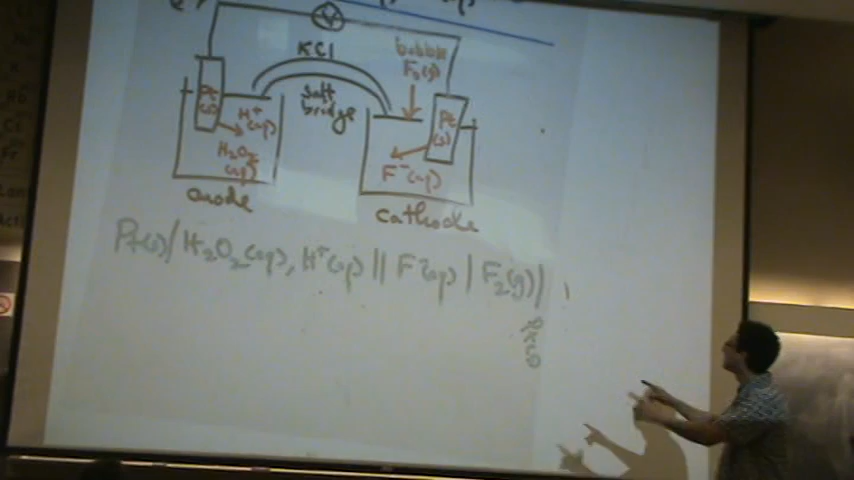 KCl
salt
bridge
bubble
F₂(g)
Pt
(s)
H⁺(aq)
H₂O₂
(aq)
Pt
(s)
F⁻(aq)
anode
cathode
Pt(s) / H₂O₂(aq), H⁺(aq) || F⁻(aq) | F₂(g) |